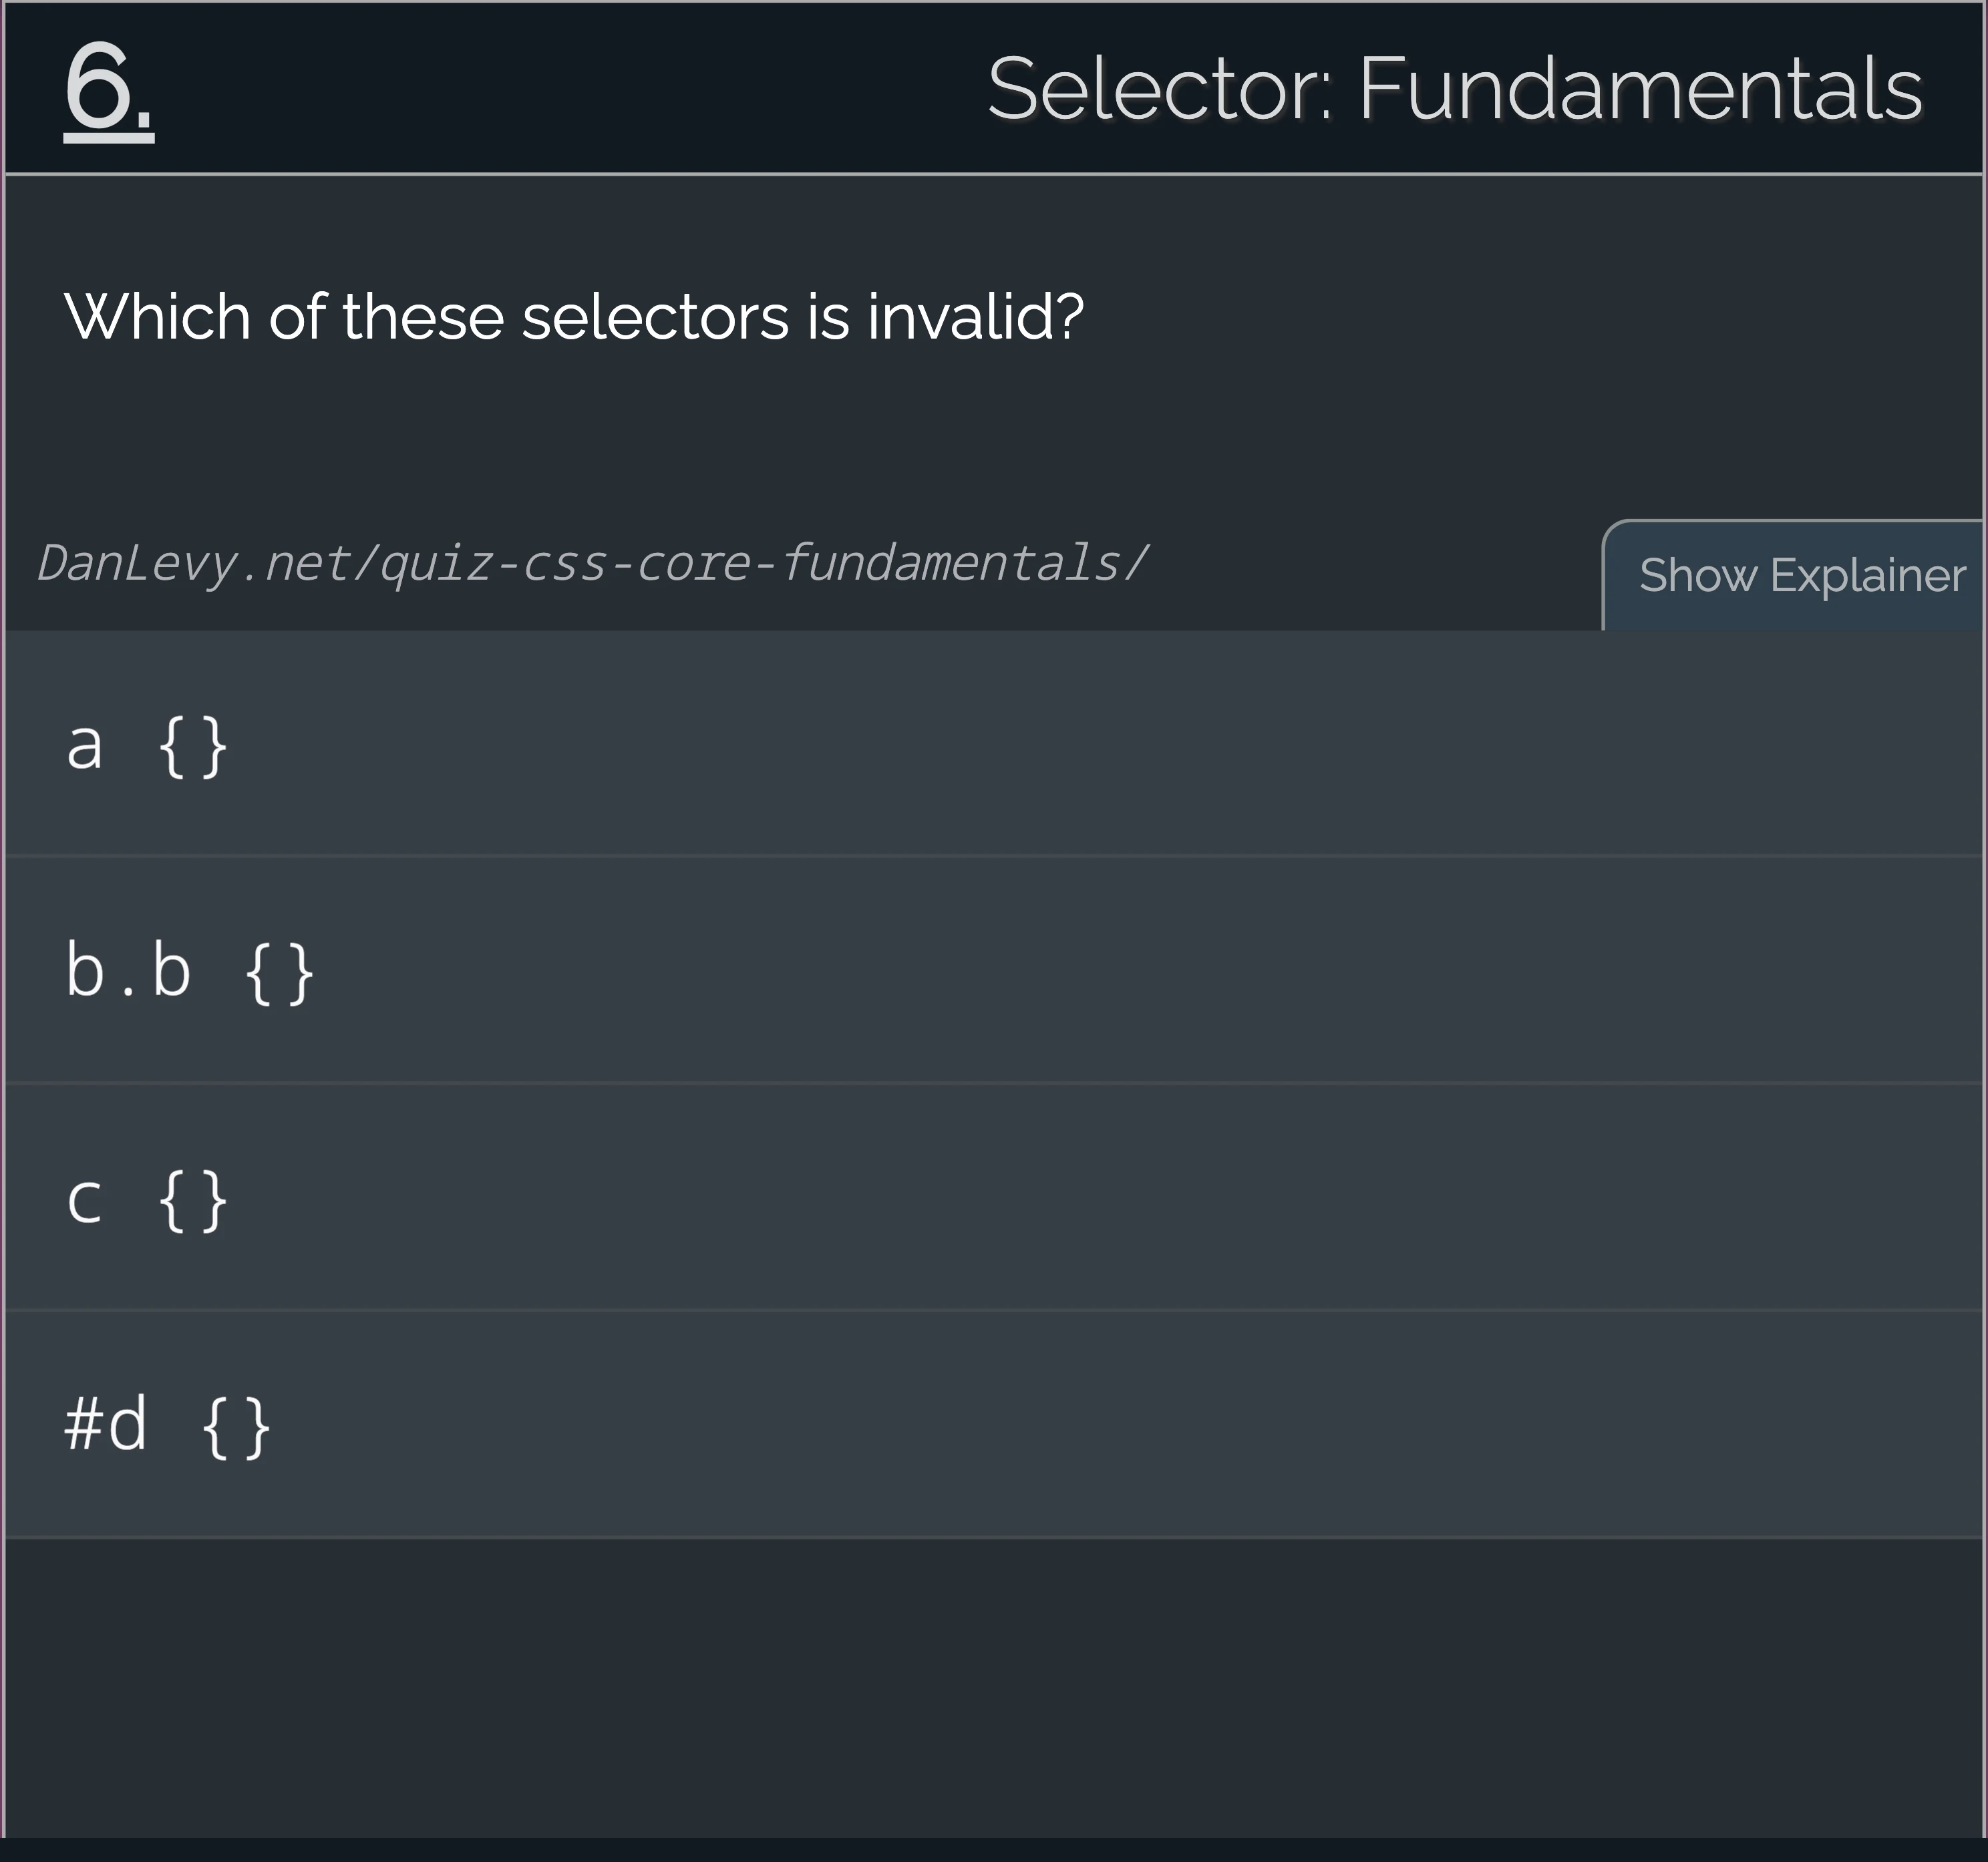 6.
Selector: Fundamentals
Which of these selectors is invalid?
DanLevy.net/quiz-css-core-fundamentals/
Show Explainer
a {}
b.b {}
c {}
#d {}